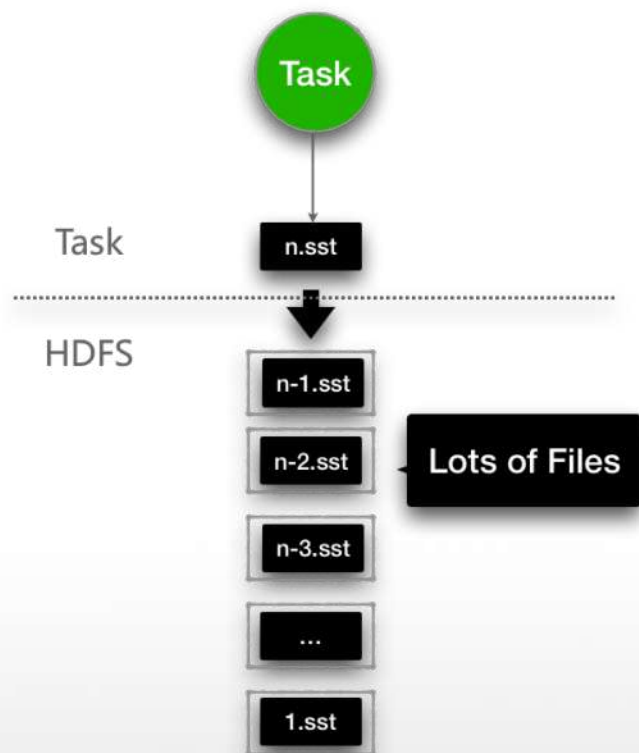 Task
Task
n.sst
HDFS
n-1.sst
n-2.sst
Lots of Files
n-3.sst
...
1.sst